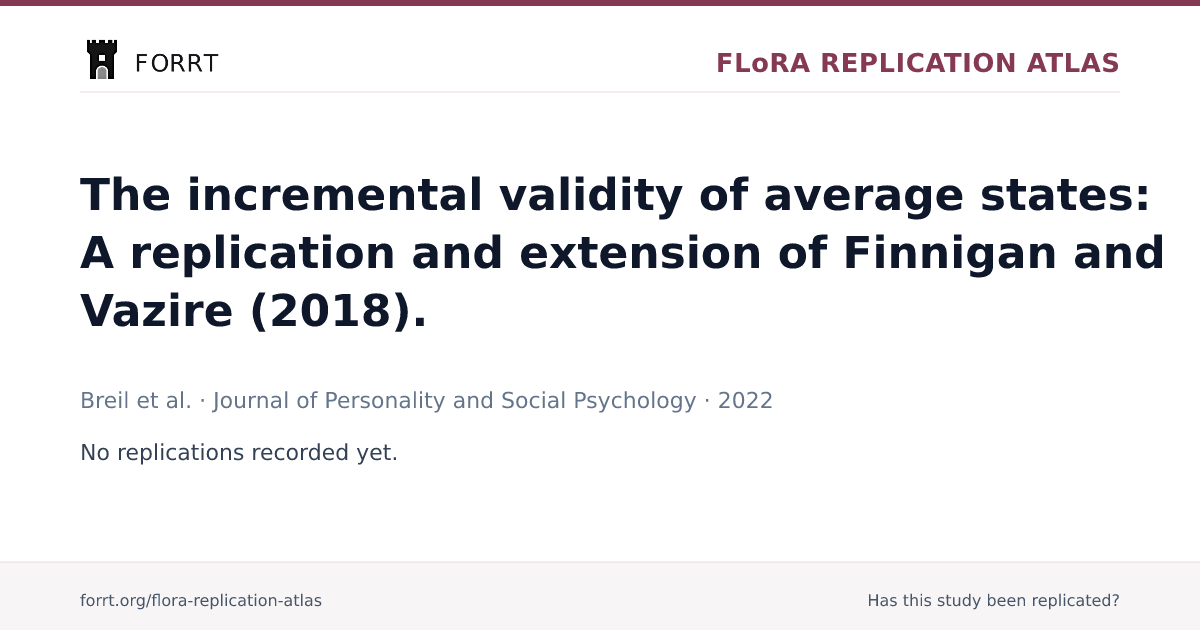 FORRT
FLoRA REPLICATION ATLAS
The incremental validity of average states:
A replication and extension of Finnigan and
Vazire (2018).
Breil et al. · Journal of Personality and Social Psychology · 2022
No replications recorded yet.
forrt.org/flora-replication-atlas
Has this study been replicated?